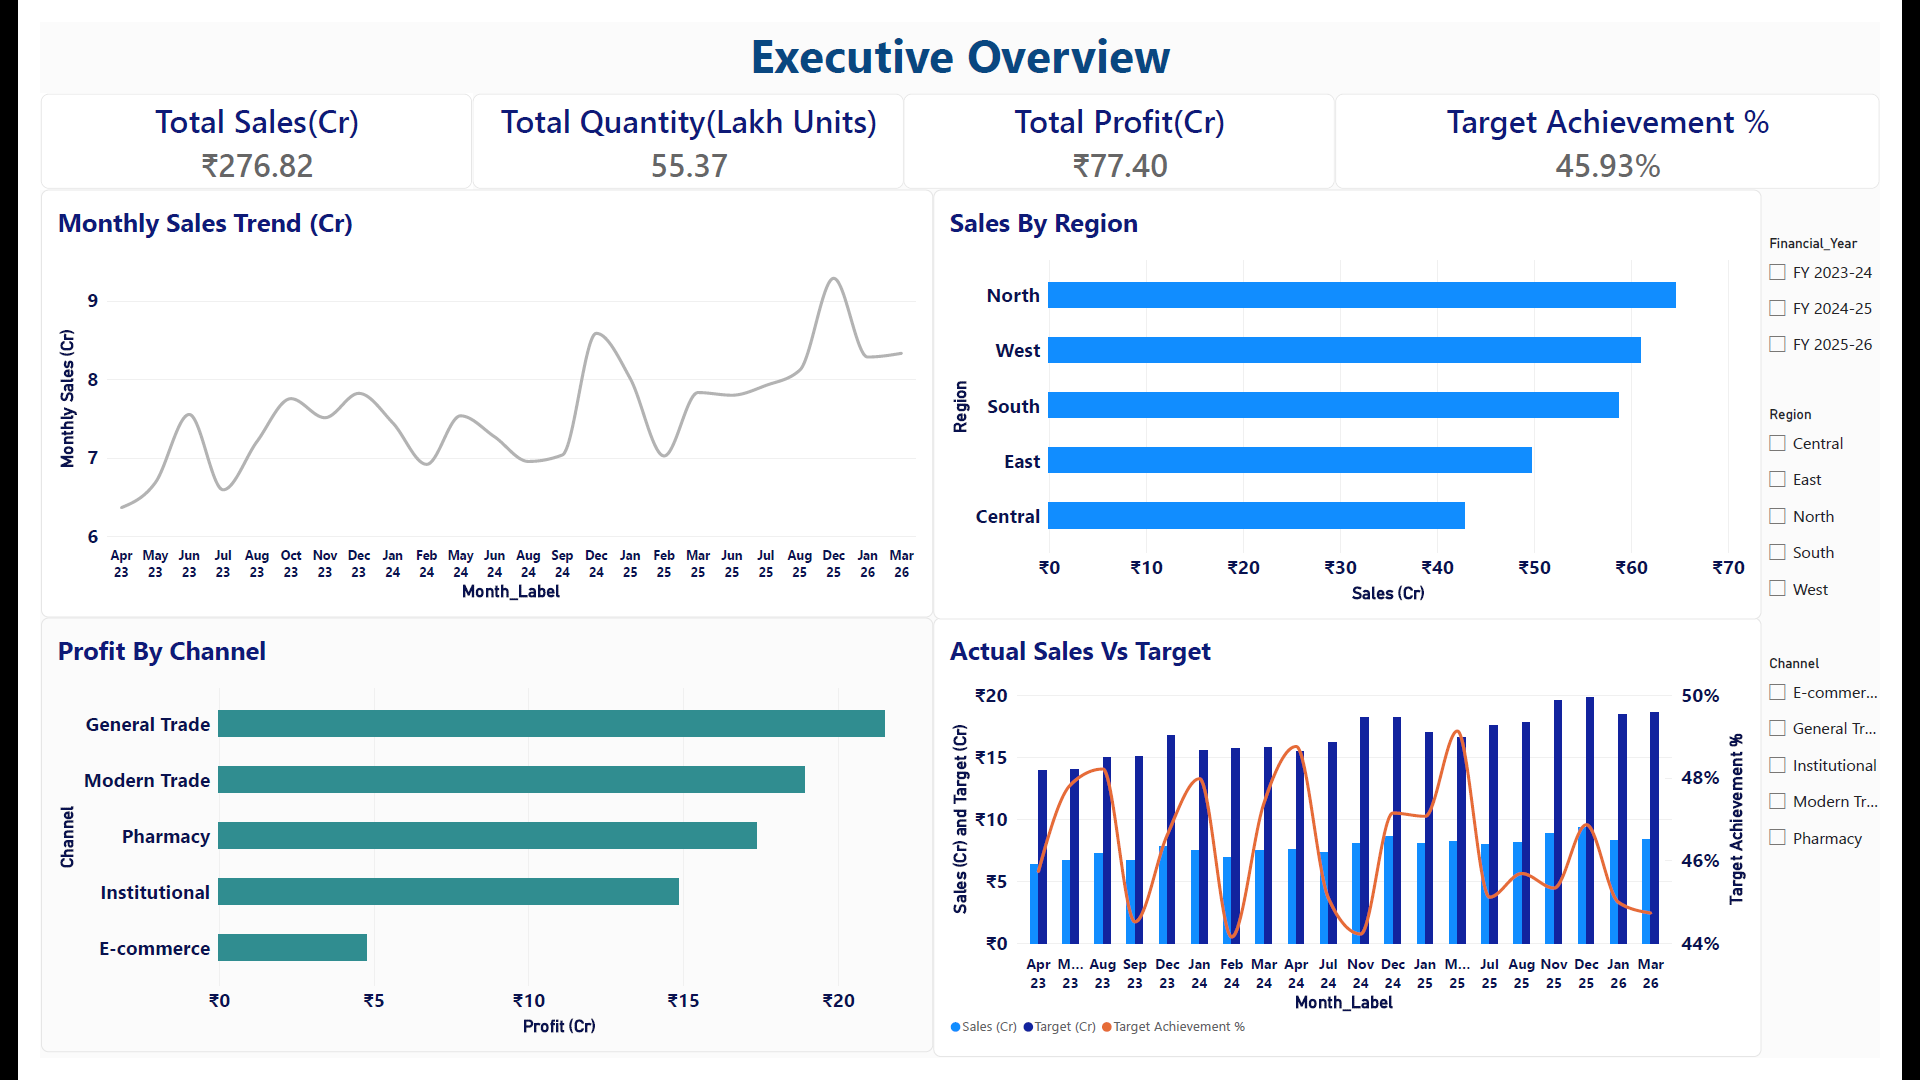 Executive Overview
Total Sales(Cr)
₹276.82
Total Quantity(Lakh Units)
55.37
Total Profit(Cr)
₹77.40
Target Achievement %
45.93%
Monthly Sales Trend (Cr)
Monthly Sales (Cr)
9
8
7
6
Apr May Jun Jul Aug Oct Nov Dec Jan Feb May Jun Aug Sep Dec Jan Feb Mar Jun Jul Aug Dec Jan Mar
23 23 23 23 23 23 23 23 24 24 24 24 24 24 24 25 25 25 25 25 25 25 26 26
Month_Label
Sales By Region
Region
North
West
South
East
Central
₹0 ₹10 ₹20 ₹30 ₹40 ₹50 ₹60 ₹70
Sales (Cr)
Financial_Year
FY 2023-24
FY 2024-25
FY 2025-26
Region
Central
East
North
South
West
Channel
E-commer...
General Tr...
Institutional
Modern Tr...
Pharmacy
Profit By Channel
Channel
General Trade
Modern Trade
Pharmacy
Institutional
E-commerce
₹0 ₹5 ₹10 ₹15 ₹20
Profit (Cr)
Actual Sales Vs Target
Sales (Cr) and Target (Cr)
₹20
₹15
₹10
₹5
₹0
50%
48%
46%
44%
Target Achievement %
Apr M... Aug Sep Dec Jan Feb Mar Apr Jul Nov Dec Jan M... Jul Aug Nov Dec Jan Mar
23 23 23 23 23 24 24 24 24 24 24 24 25 25 25 25 25 25 26 26
Month_Label
Sales (Cr) Target (Cr) Target Achievement %